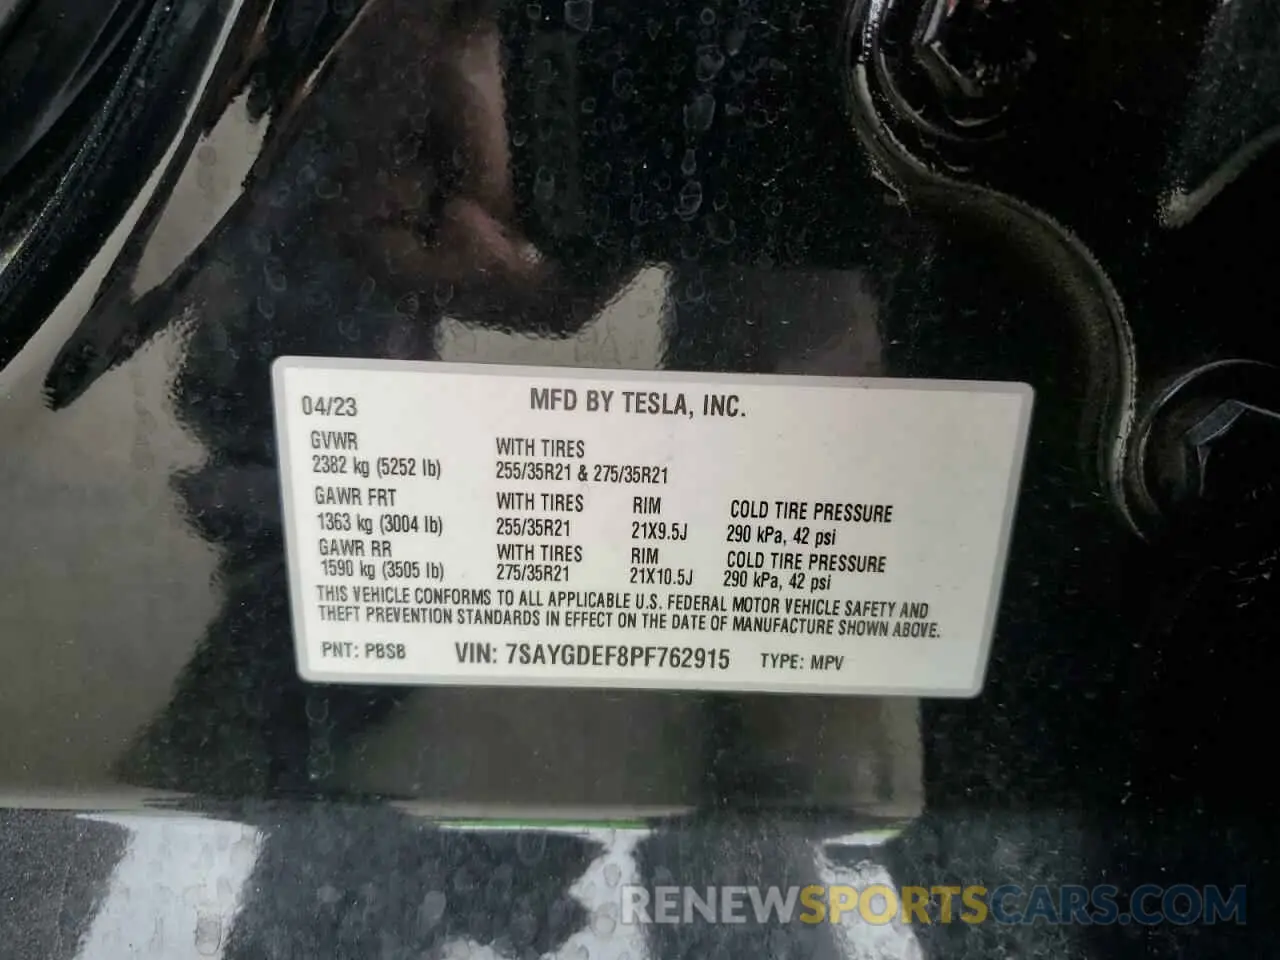 04/23 MFD BY TESLA, INC.
GVWR WITH TIRES
2382 kg (5252 lb) 255/35R21 & 275/35R21
GAWR FRT WITH TIRES RIM COLD TIRE PRESSURE
1363 kg (3004 lb) 255/35R21 21X9.5J 290 kPa, 42 psi
GAWR RR WITH TIRES RIM COLD TIRE PRESSURE
1590 kg (3505 lb) 275/35R21 21X10.5J 290 kPa, 42 psi
THIS VEHICLE CONFORMS TO ALL APPLICABLE U.S. FEDERAL MOTOR VEHICLE SAFETY AND
THEFT PREVENTION STANDARDS IN EFFECT ON THE DATE OF MANUFACTURE SHOWN ABOVE.
PNT: PBSB VIN: 7SAYGDEF8PF762915 TYPE: MPV
RENEWSPORTSCARS.COM